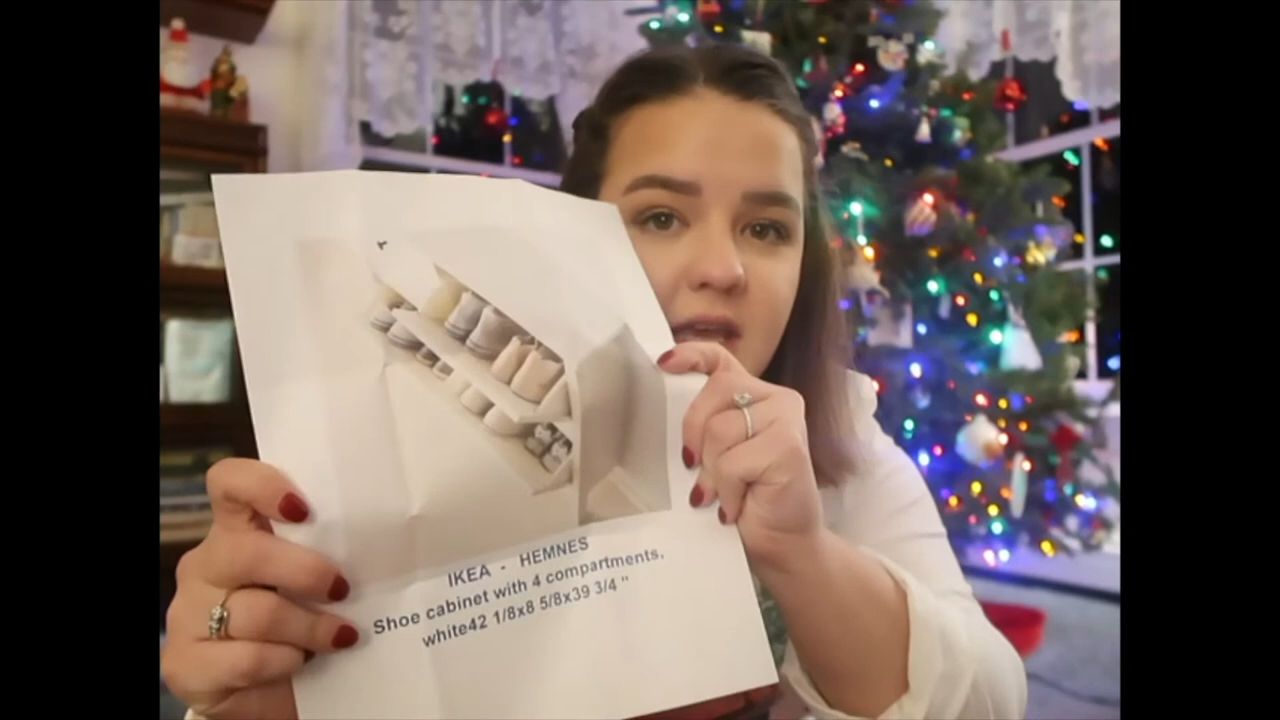 IKEA - HEMNES
Shoe cabinet with 4 compartments,
white42 1/8x8 5/8x39 3/4 "